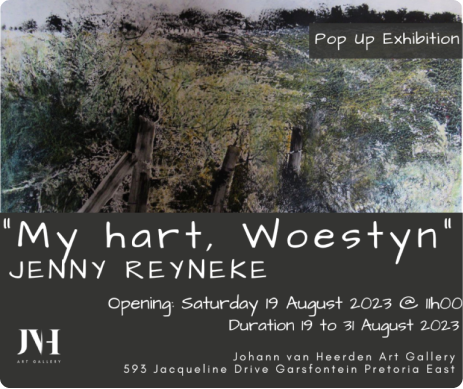 Pop Up Exhibition
"My hart, Woestyn"
JENNY REYNEKE
Opening: Saturday 19 August 2023 @ 11h00
Duration 19 to 31 August 2023
JVH
ART GALLERY
Johann van Heerden Art Gallery
593 Jacqueline Drive Garsfontein Pretoria East